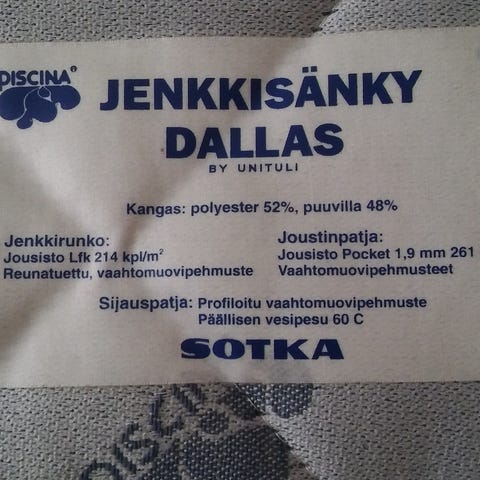 PISCINA
JENKKISÄNKY
DALLAS
BY UNITULI
Kangas: polyester 52%, puuvilla 48%
Jenkkirunko:
Jousisto Lfk 214 kpl/m²
Reunatuettu, vaahtomuovipehmuste
Joustinpatja:
Jousisto Pocket 1,9 mm 261
Vaahtomuovipehmusteet
Sijauspatja: Profiloitu vaahtomuovipehmuste
Päällisen vesipesu 60 C
SOTKA
PISCINA